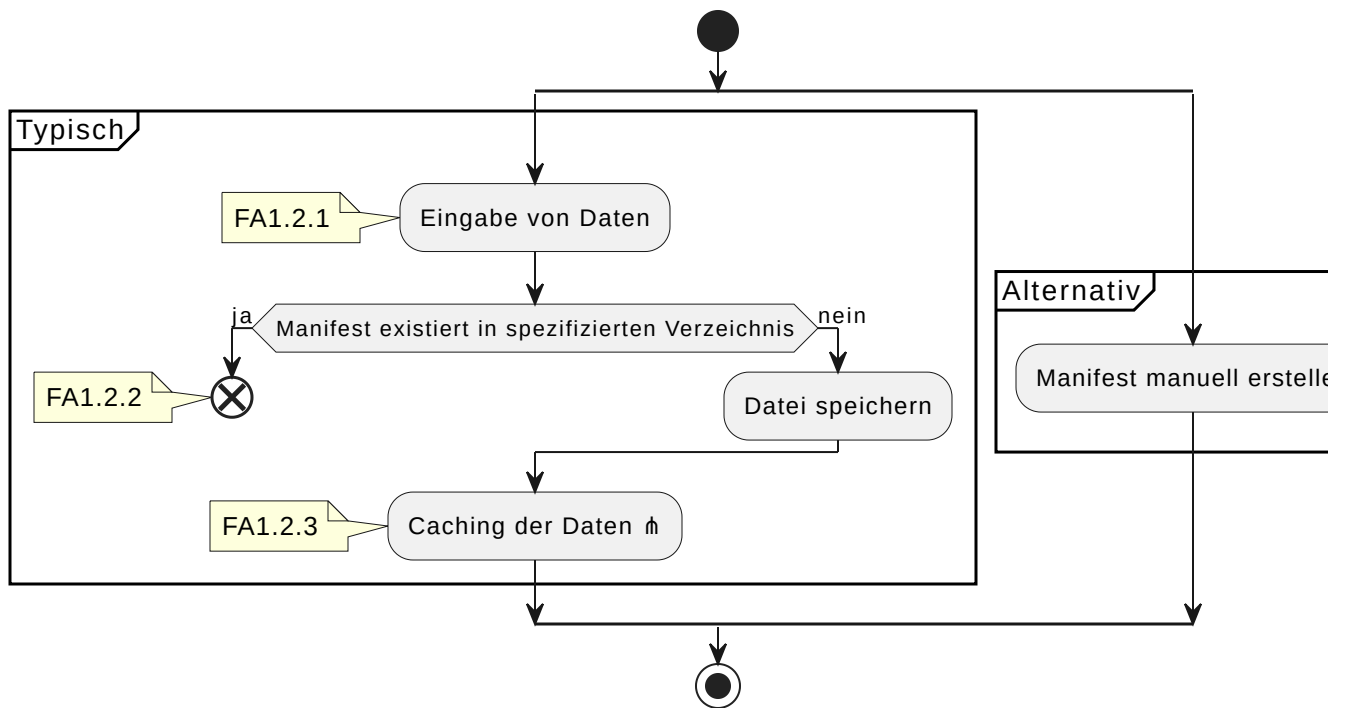 Typisch
FA1.2.1
Eingabe von Daten
Alternativ
ja
Manifest existiert in spezifizierten Verzeichnis
nein
Manifest manuell erstelle
FA1.2.2
Datei speichern
FA1.2.3
Caching der Daten ⋔